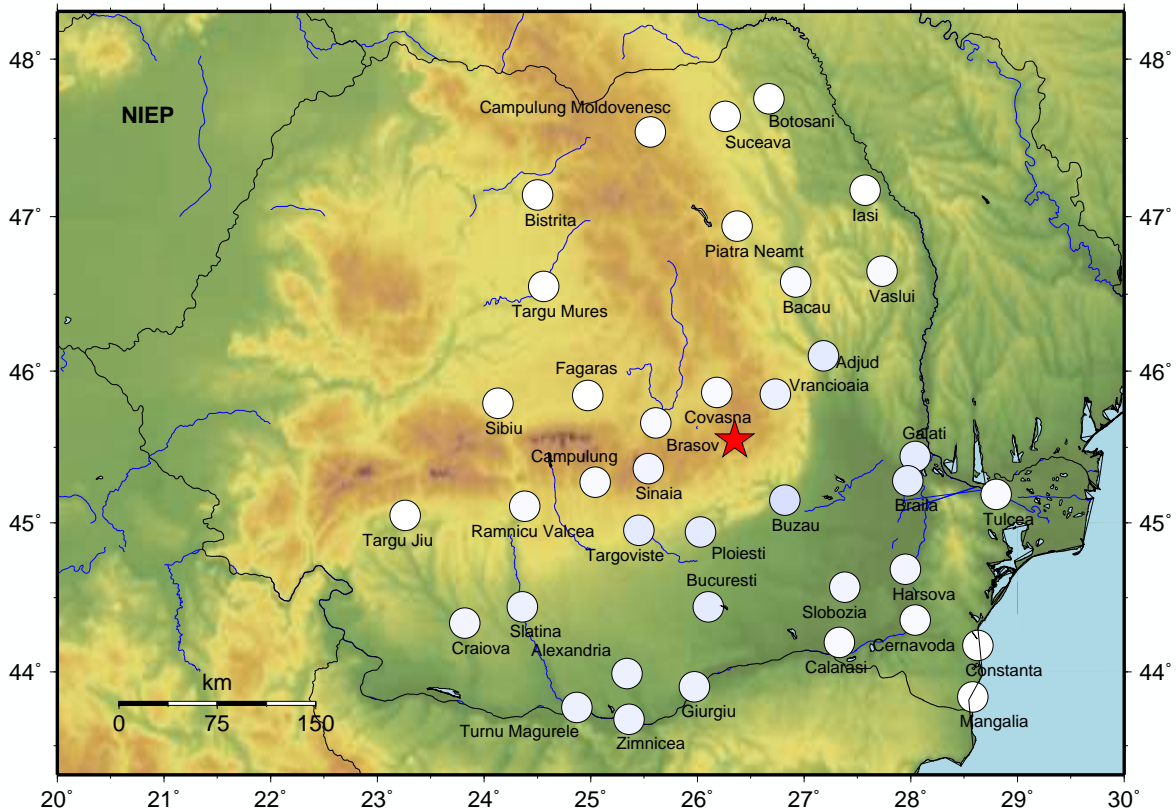 48˚
48˚
NIEP
Campulung Moldovenesc
Botosani
Suceava
47˚
47˚
Bistrita
Iasi
Piatra Neamt
Targu Mures
Bacau
Vaslui
46˚
46˚
Fagaras
Adjud
Vrancioaia
Sibiu
Covasna
Brasov
Galati
Campulung
Sinaia
Braila
45˚
45˚
Targu Jiu
Ramnicu Valcea
Buzau
Tulcea
Targoviste
Ploiesti
Bucuresti
Slobozia
Harsova
Craiova
Slatina
Alexandria
Calarasi
Cernavoda
44˚
44˚
Constanta
km
0 75 150
Turnu Magurele
Giurgiu
Zimnicea
Mangalia
20˚ 21˚ 22˚ 23˚ 24˚ 25˚ 26˚ 27˚ 28˚ 29˚ 30˚